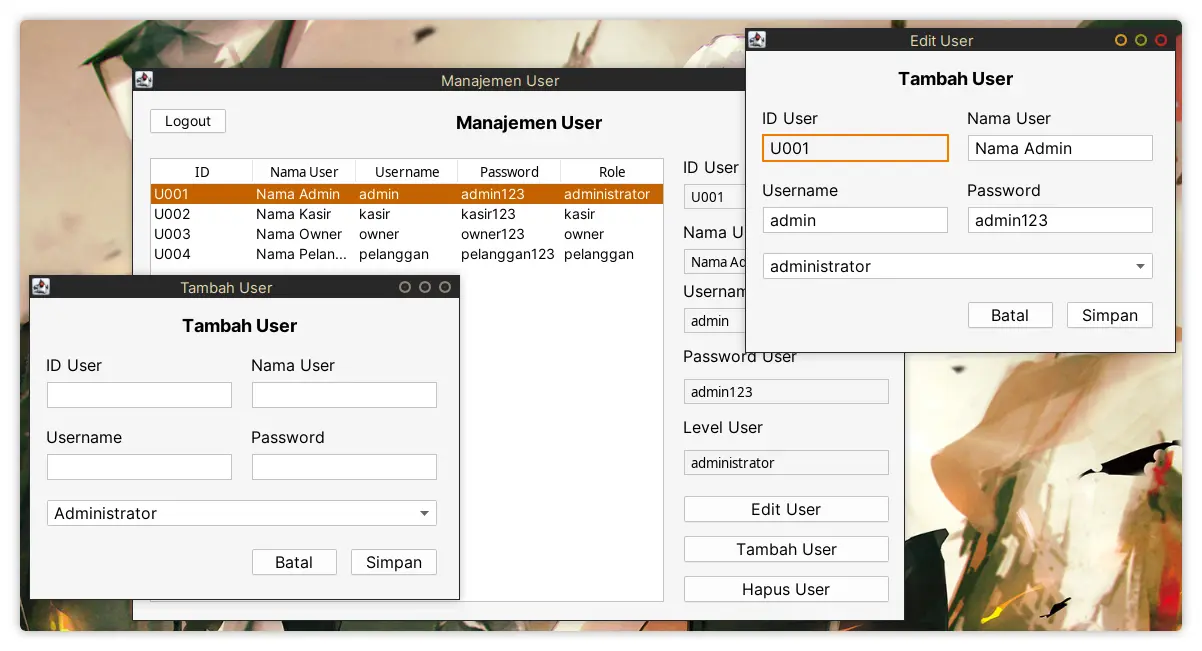 Manajemen User
Logout
Manajemen User
ID Nama User Username Password Role
U001 Nama Admin admin admin123 administrator
U002 Nama Kasir kasir kasir123 kasir
U003 Nama Owner owner owner123 owner
U004 Nama Pelan... pelanggan pelanggan123 pelanggan
ID User
U001
Nama U
Nama Ad
Usernam
admin
Password User
admin123
Level User
administrator
Edit User
Tambah User
Hapus User
Edit User
Tambah User
ID User Nama User
U001 Nama Admin
Username Password
admin admin123
administrator
Batal Simpan
Tambah User
Tambah User
ID User Nama User
Username Password
Administrator
Batal Simpan